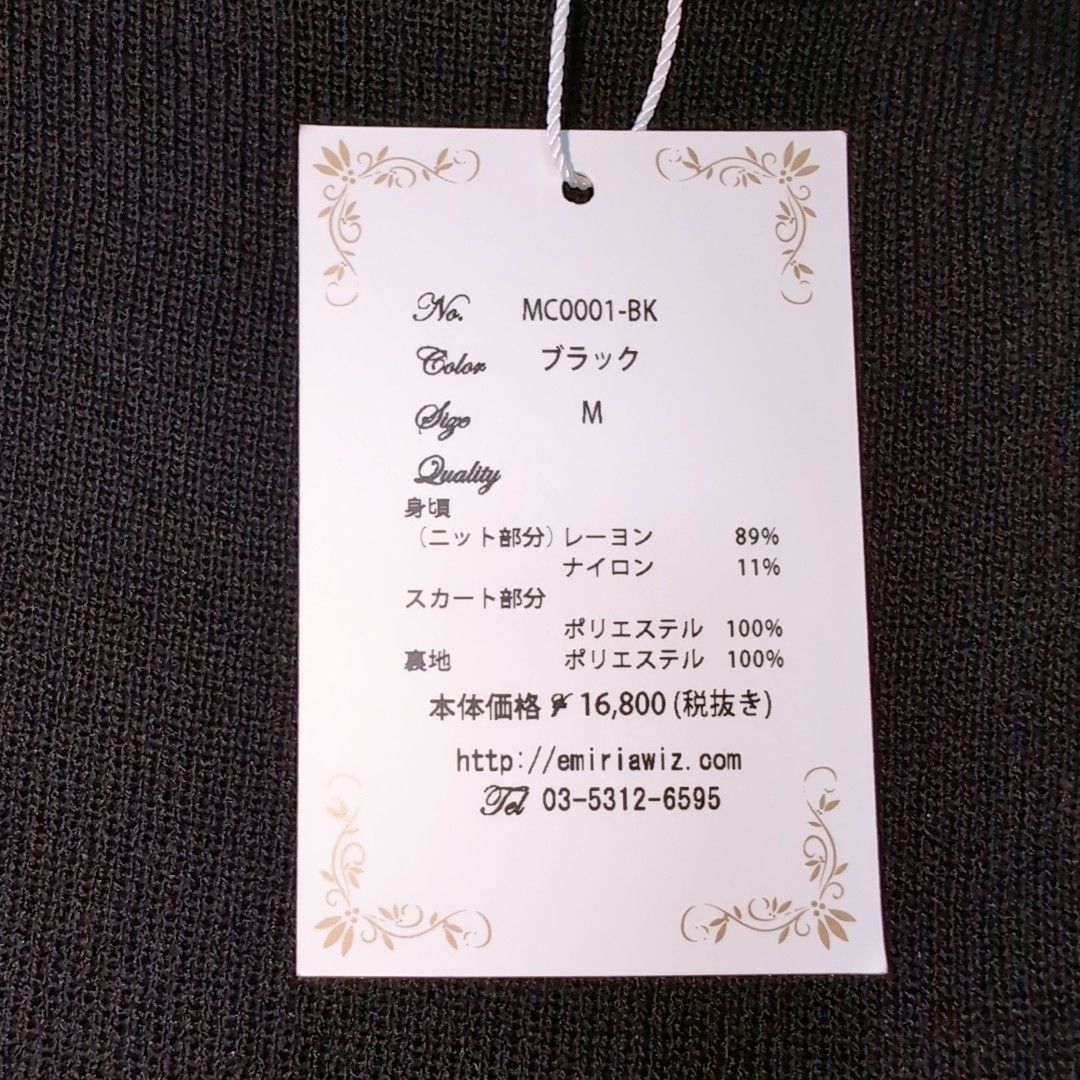 No. MC0001-BK
Color ブラック
Size M
Quality
身頃
(ニット部分) レーヨン 89%
ナイロン 11%
スカート部分
ポリエステル 100%
裏地 ポリエステル 100%
本体価格 ¥ 16,800 (税抜き)
http://emiriawiz.com
Tel 03-5312-6595